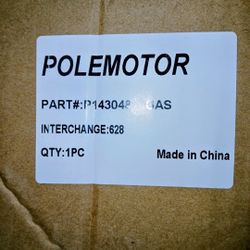 POLEMOTOR
PART#:P143048 GAS
INTERCHANGE:628
QTY:1PC Made in China